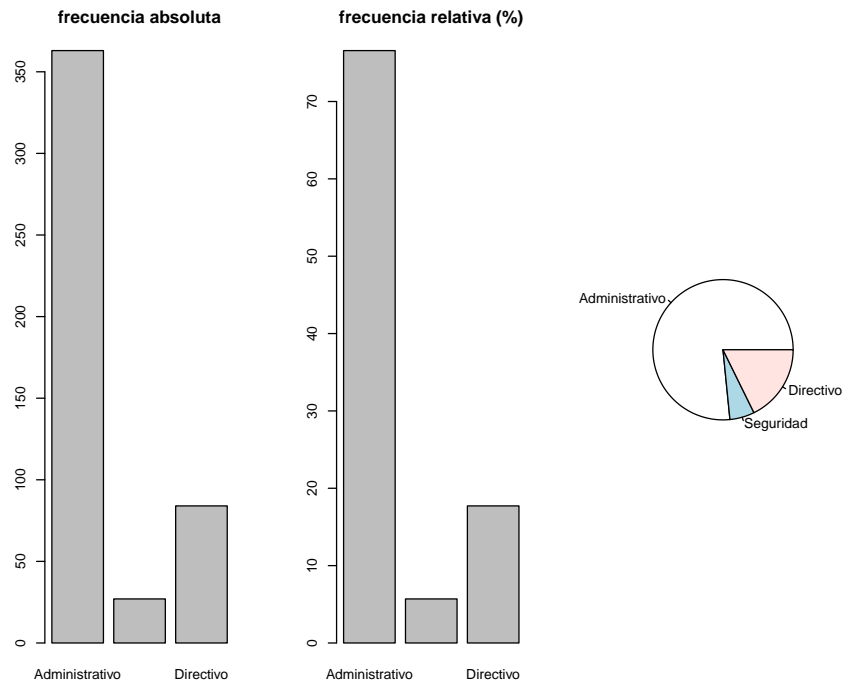 frecuencia absoluta
350
300
250
200
150
100
50
0
Administrativo
Directivo
frecuencia relativa (%)
70
60
50
40
30
20
10
0
Administrativo
Directivo
Administrativo
Directivo
Seguridad